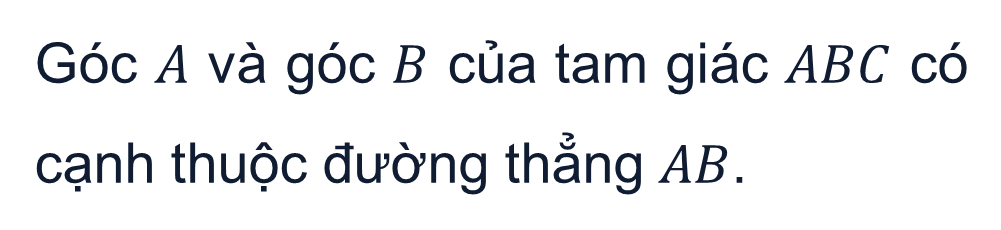 Góc A và góc B của tam giác ABC có
cạnh thuộc đường thẳng AB.